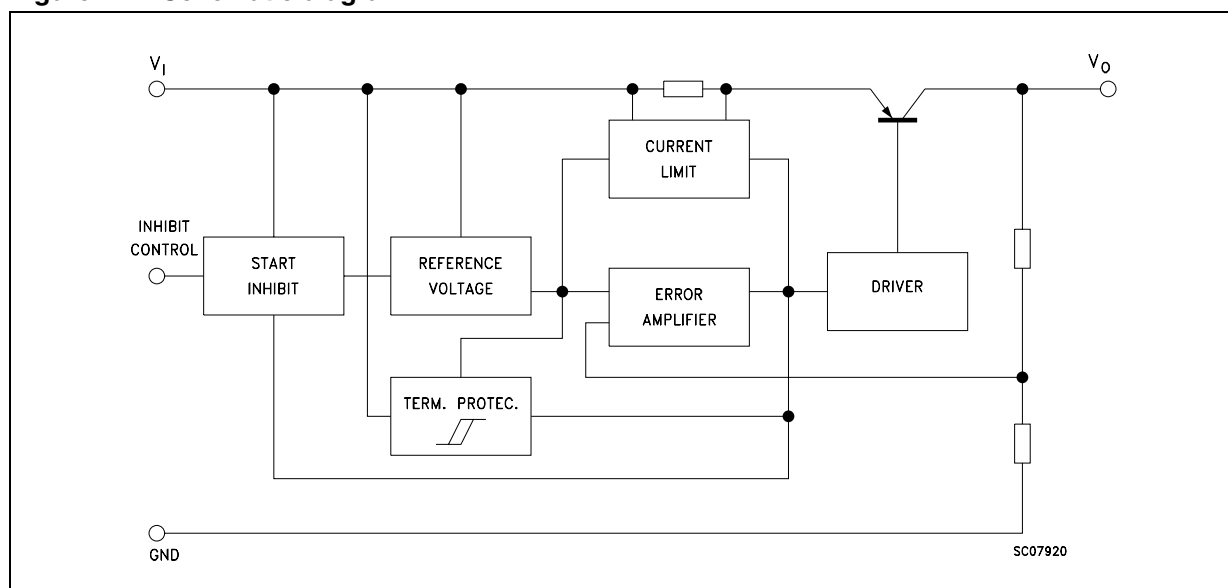 V_I
V_O
CURRENT
LIMIT
INHIBIT
CONTROL
START
INHIBIT
REFERENCE
VOLTAGE
ERROR
AMPLIFIER
DRIVER
TERM. PROTEC.
GND
SC07920